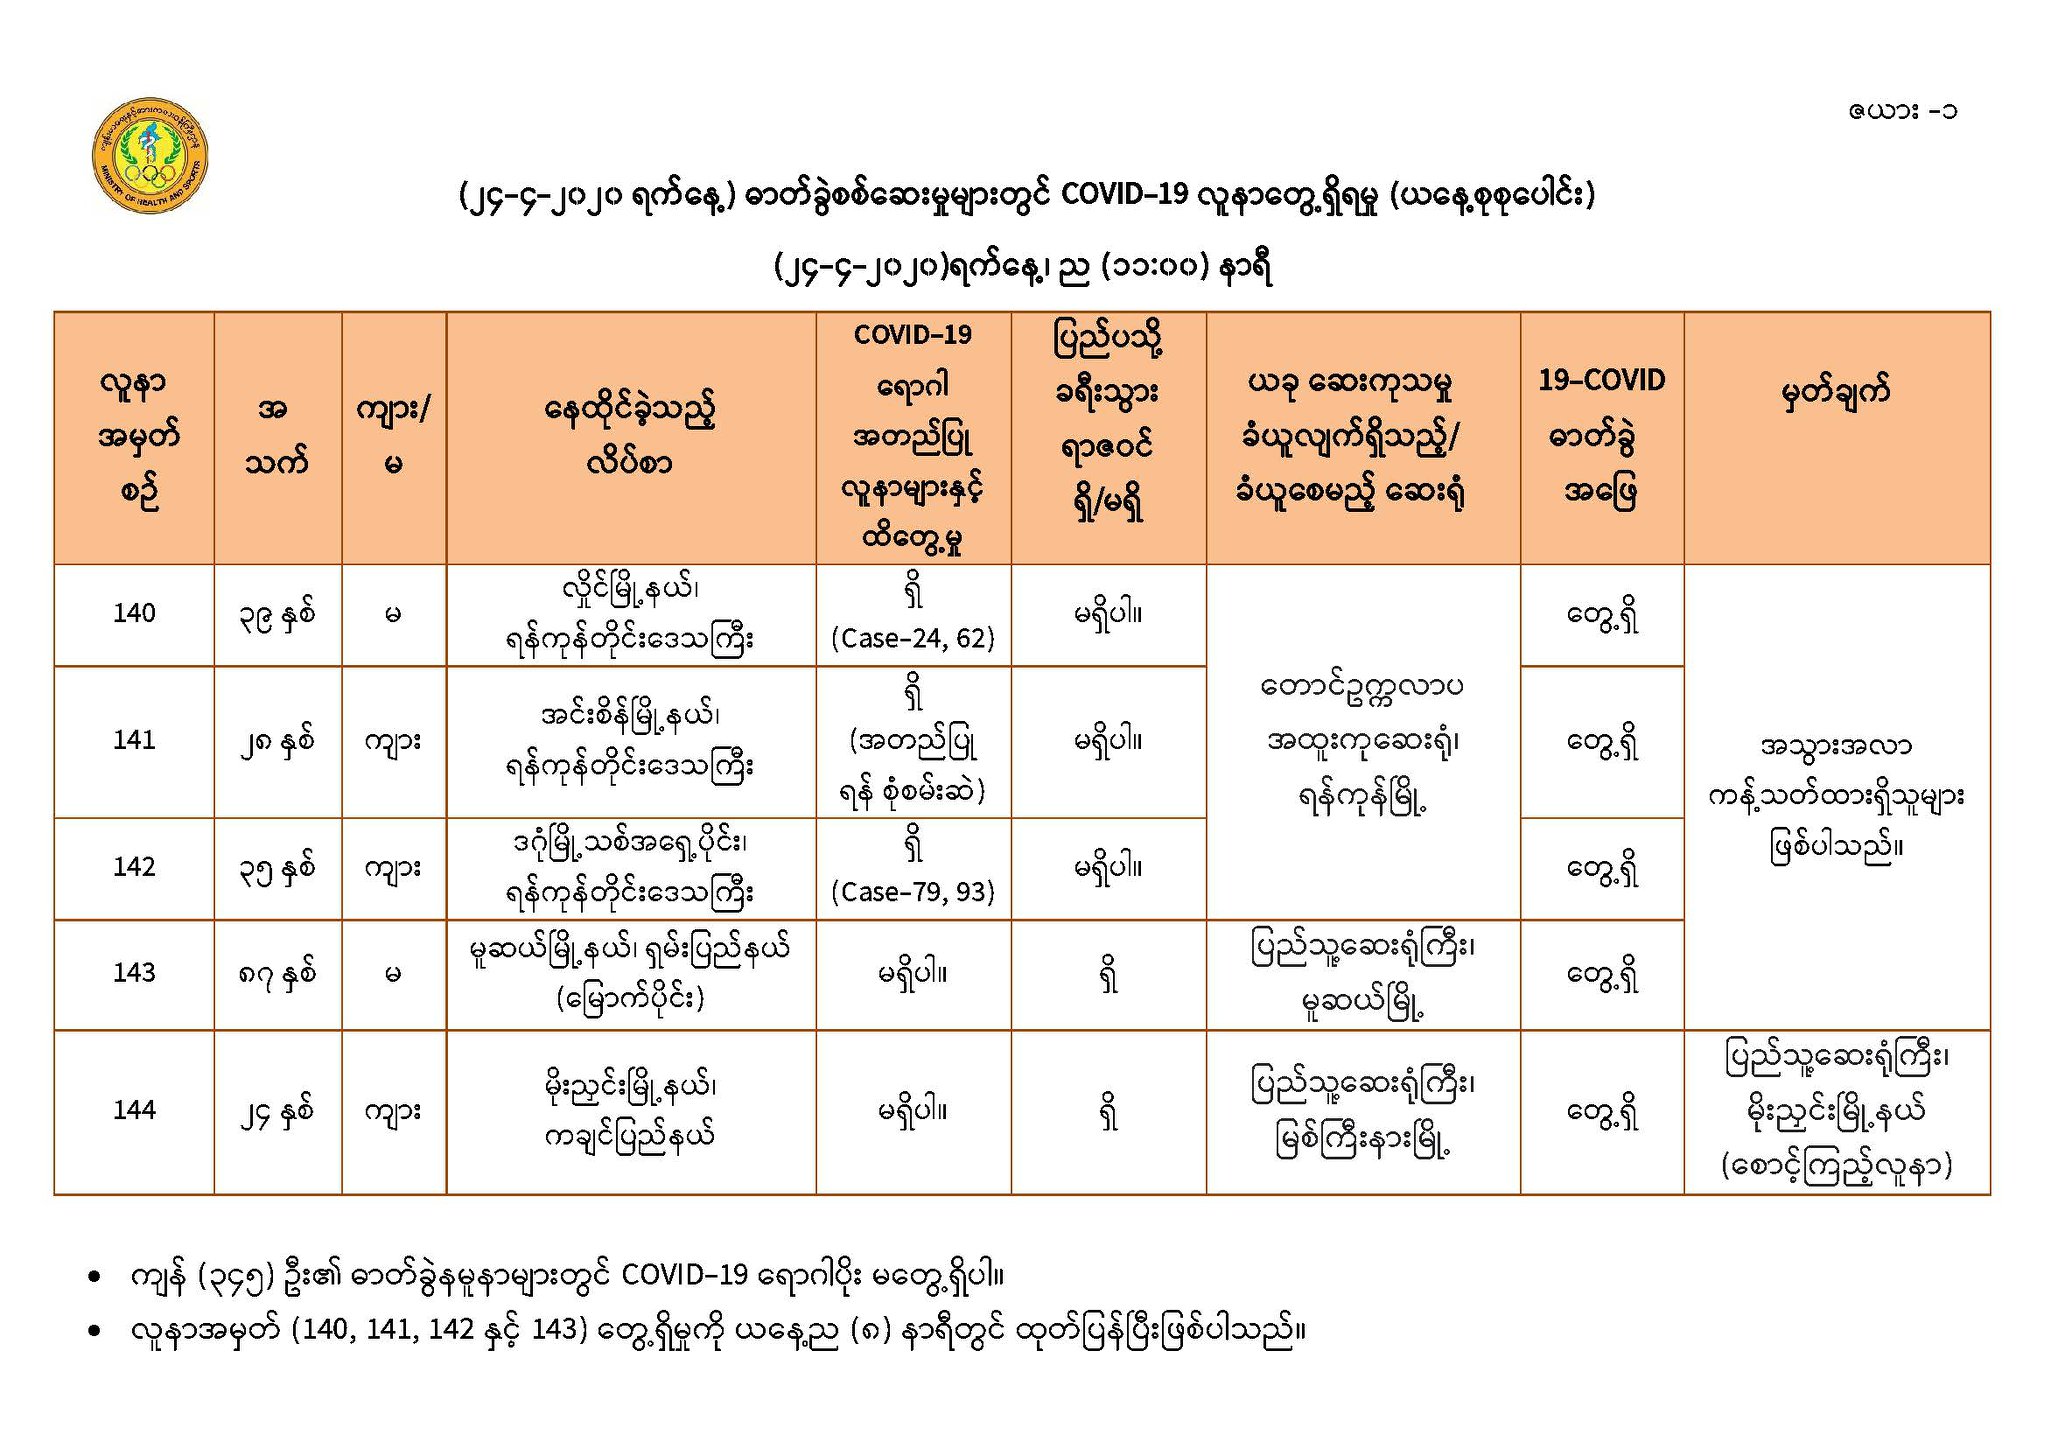 ဇယား -၁
MINISTRY OF HEALTH AND SPORTS
(၂၄-၄-၂၀၂၀ ရက်နေ့) ဓာတ်ခွဲစစ်ဆေးမှုများတွင် COVID-19 လူနာတွေ့ရှိရမှု (ယနေ့စုစုပေါင်း)
(၂၄-၄-၂၀၂၀)ရက်နေ့၊ ည (၁၁:၀၀) နာရီ
လူနာ
အမှတ်
စဉ်
အ
သက်
ကျား/
မ
နေထိုင်ခဲ့သည့်
လိပ်စာ
COVID-19
ရောဂါ
အတည်ပြု
လူနာများနှင့်
ထိတွေ့မှု
ပြည်ပသို့
ခရီးသွား
ရာဇဝင်
ရှိ/မရှိ
ယခု ဆေးကုသမှု
ခံယူလျက်ရှိသည့်/
ခံယူစေမည့် ဆေးရုံ
19-COVID
ဓာတ်ခွဲ
အဖြေ
မှတ်ချက်
140
၃၉ နှစ်
မ
လှိုင်မြို့နယ်၊
ရန်ကုန်တိုင်းဒေသကြီး
ရှိ
(Case-24, 62)
မရှိပါ။
တောင်ဥက္ကလာပ
အထူးကုဆေးရုံ၊
ရန်ကုန်မြို့
တွေ့ရှိ
အသွားအလာ
ကန့်သတ်ထားရှိသူများ
ဖြစ်ပါသည်။
141
၂၈ နှစ်
ကျား
အင်းစိန်မြို့နယ်၊
ရန်ကုန်တိုင်းဒေသကြီး
ရှိ
(အတည်ပြု
ရန် စုံစမ်းဆဲ)
မရှိပါ။
တွေ့ရှိ
142
၃၅ နှစ်
ကျား
ဒဂုံမြို့သစ်အရှေ့ပိုင်း၊
ရန်ကုန်တိုင်းဒေသကြီး
ရှိ
(Case-79, 93)
မရှိပါ။
တွေ့ရှိ
143
၈၇ နှစ်
မ
မူဆယ်မြို့နယ်၊ ရှမ်းပြည်နယ်
(မြောက်ပိုင်း)
မရှိပါ။
ရှိ
ပြည်သူ့ဆေးရုံကြီး၊
မူဆယ်မြို့
တွေ့ရှိ
144
၂၄ နှစ်
ကျား
မိုးညှင်းမြို့နယ်၊
ကချင်ပြည်နယ်
မရှိပါ။
ရှိ
ပြည်သူ့ဆေးရုံကြီး၊
မြစ်ကြီးနားမြို့
တွေ့ရှိ
ပြည်သူ့ဆေးရုံကြီး၊
မိုးညှင်းမြို့နယ်
(စောင့်ကြည့်လူနာ)
• ကျန် (၃၄၅) ဦး၏ ဓာတ်ခွဲနမူနာများတွင် COVID-19 ရောဂါပိုး မတွေ့ရှိပါ။
• လူနာအမှတ် (140, 141, 142 နှင့် 143) တွေ့ရှိမှုကို ယနေ့ည (၈) နာရီတွင် ထုတ်ပြန်ပြီးဖြစ်ပါသည်။